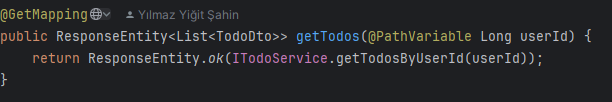 @GetMapping Yılmaz Yiğit Şahin
public ResponseEntity<List<TodoDto>> getTodos(@PathVariable Long userId) {
    return ResponseEntity.ok(ITodoService.getTodosByUserId(userId));
}